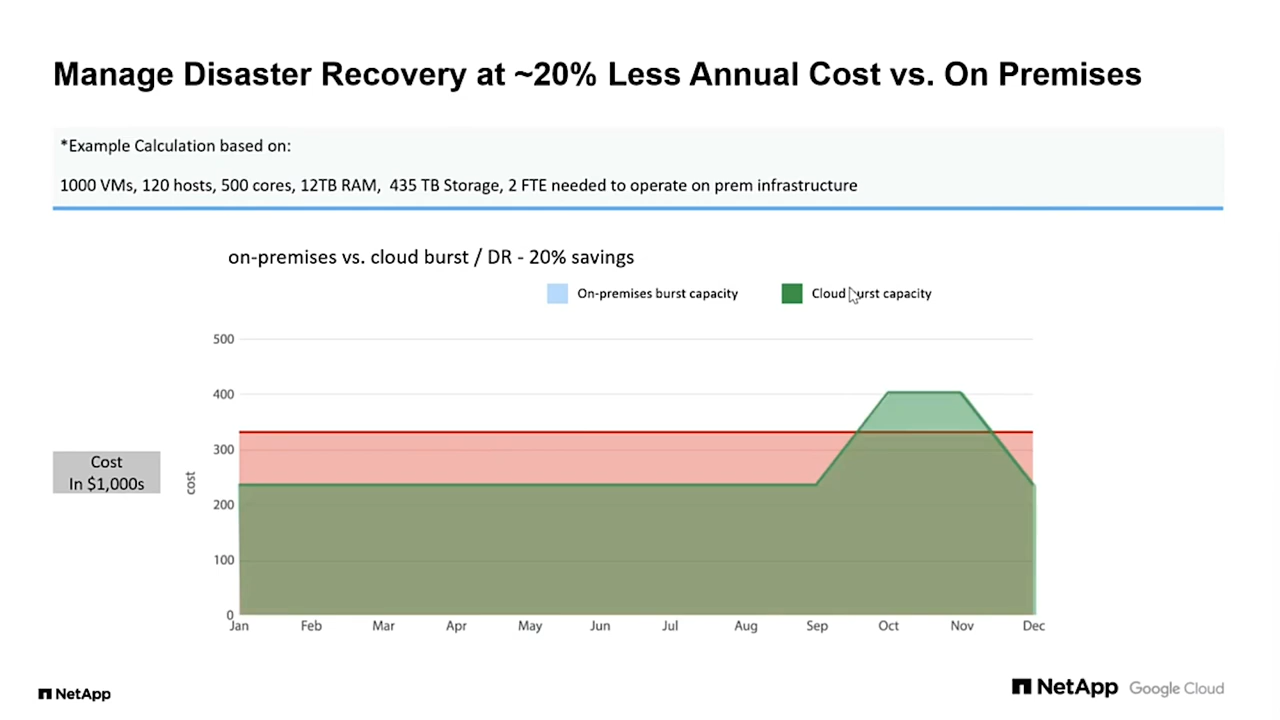 Manage Disaster Recovery at ~20% Less Annual Cost vs. On Premises
*Example Calculation based on:
1000 VMs, 120 hosts, 500 cores, 12TB RAM, 435 TB Storage, 2 FTE needed to operate on prem infrastructure
on-premises vs. cloud burst / DR - 20% savings
On-premises burst capacity
Cloud burst capacity
500
400
300
200
100
0
cost
Cost
In $1,000s
Jan Feb Mar Apr May Jun Jul Aug Sep Oct Nov Dec
NetApp
NetApp Google Cloud